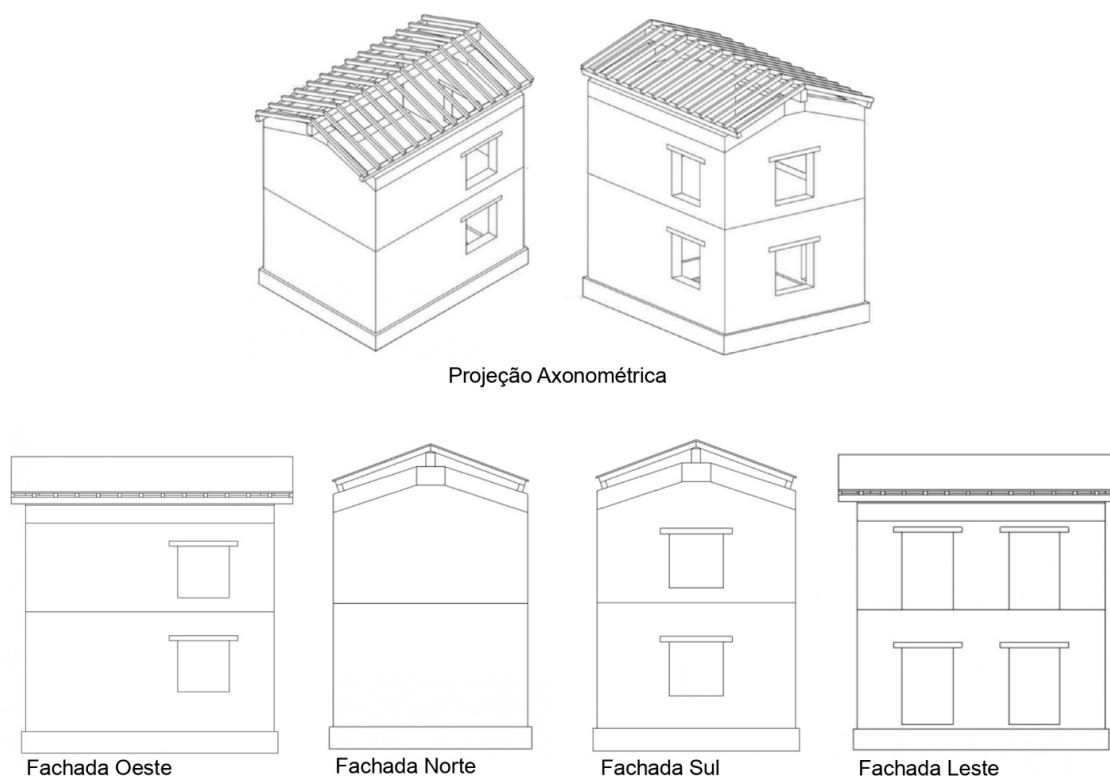 Projeção Axonométrica
Fachada Oeste
Fachada Norte
Fachada Sul
Fachada Leste